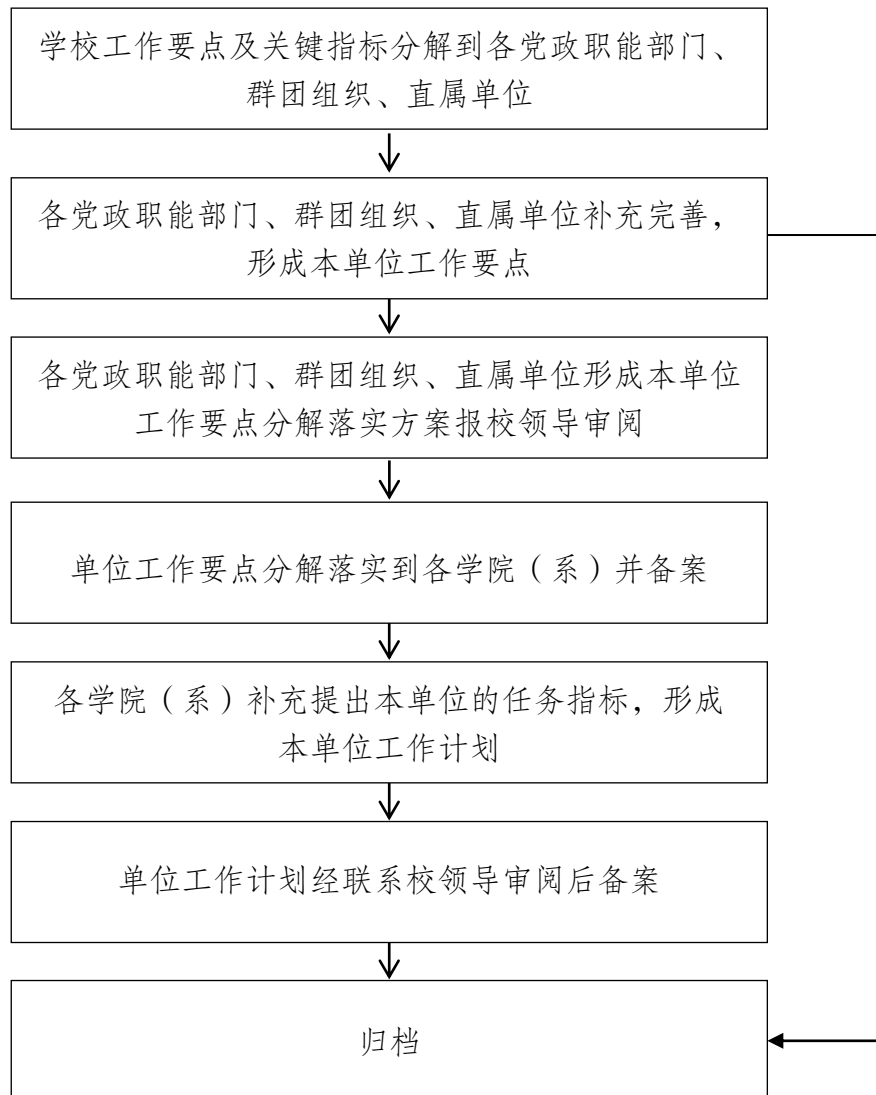 学校工作要点及关键指标分解到各党政职能部门、
群团组织、直属单位
各党政职能部门、群团组织、直属单位补充完善，
形成本单位工作要点
各党政职能部门、群团组织、直属单位形成本单位
工作要点分解落实方案报校领导审阅
单位工作要点分解落实到各学院（系）并备案
各学院（系）补充提出本单位的任务指标，形成
本单位工作计划
单位工作计划经联系校领导审阅后备案
归档